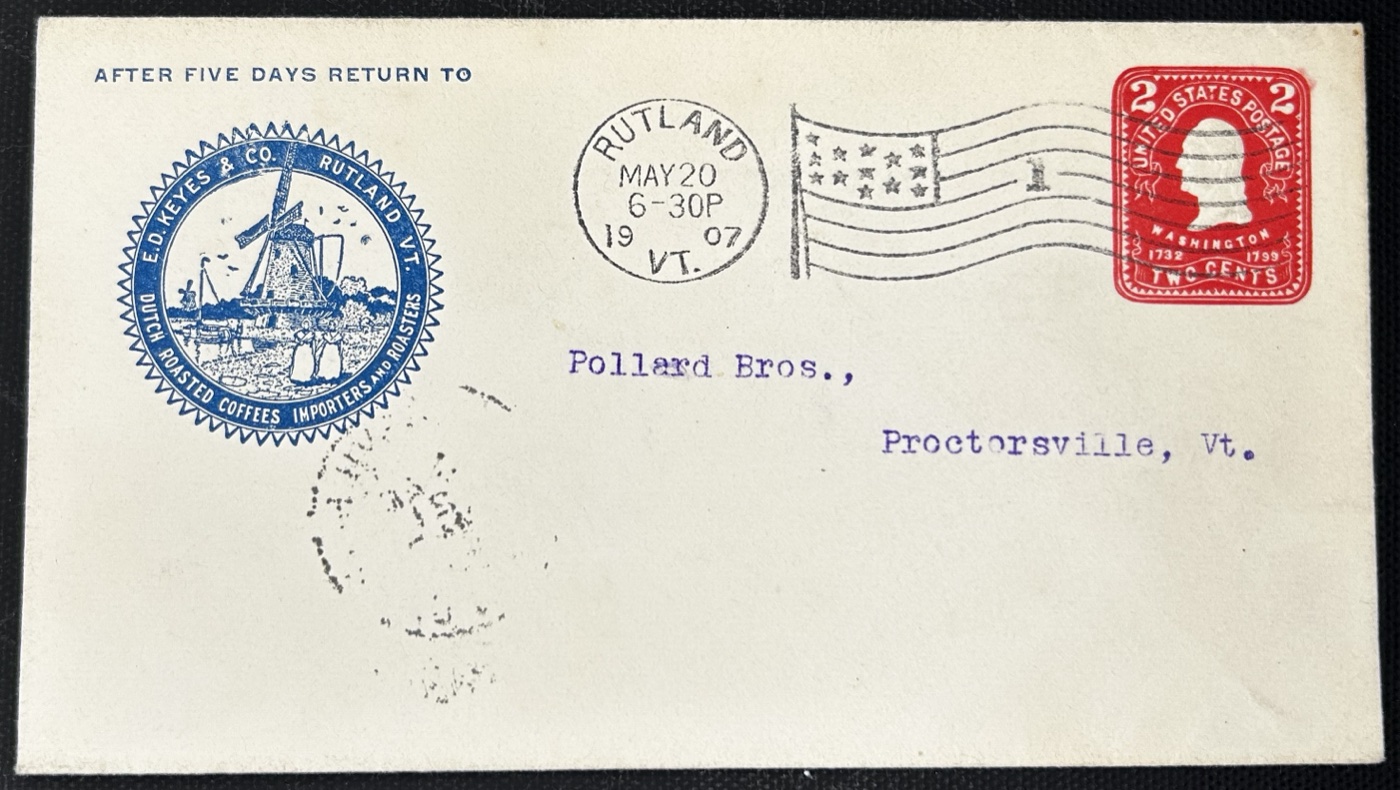 AFTER FIVE DAYS RETURN TO
E.D. KEYES & CO. RUTLAND VT.
DUTCH ROASTED COFFEES IMPORTERS AND ROASTERS
RUTLAND
MAY 20
6-30P
19 07
VT.
1
2 2
UNITED STATES POSTAGE
WASHINGTON
1732 1799
TWO CENTS
Pollard Bros.,
Proctorsville, Vt.